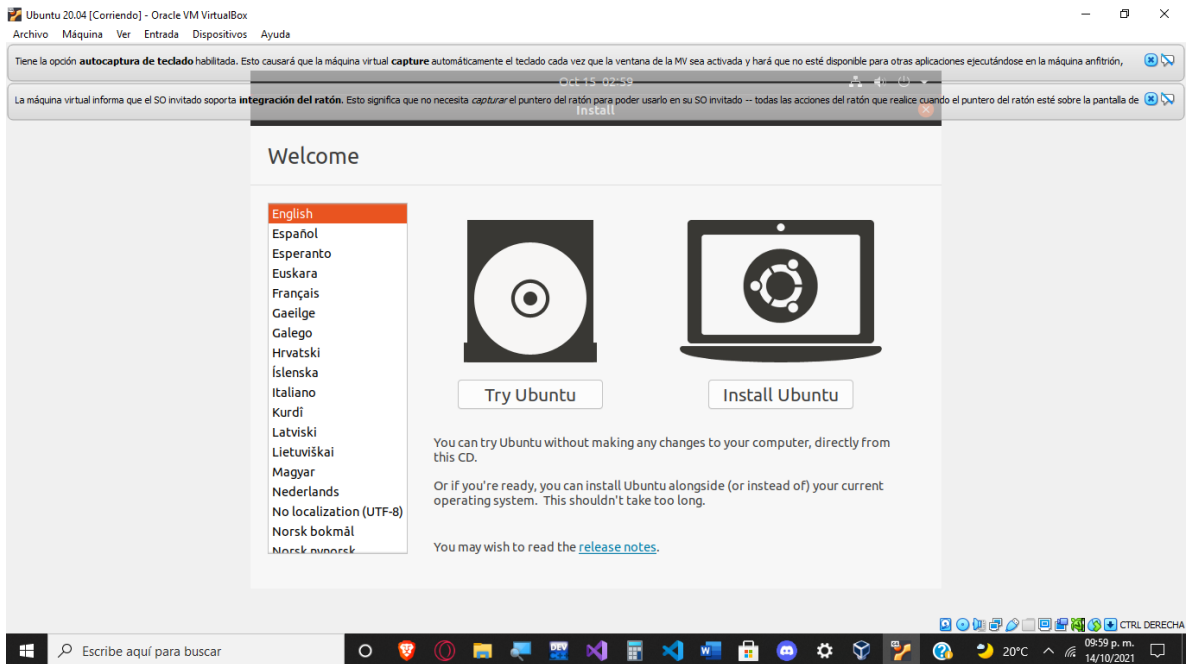 Ubuntu 20.04 [Corriendo] - Oracle VM VirtualBox
Archivo Máquina Ver Entrada Dispositivos Ayuda
Tiene la opción autocaptura de teclado habilitada. Esto causará que la máquina virtual capture automáticamente el teclado cada vez que la ventana de la MV sea activada y hará que no esté disponible para otras aplicaciones ejecutándose en la máquina anfitrión,
Oct 15 02:59
La máquina virtual informa que el SO invitado soporta integración del ratón. Esto significa que no necesita capturar el puntero del ratón para poder usarlo en su SO invitado -- todas las acciones del ratón que realice cuando el puntero del ratón esté sobre la pantalla de
Install
Welcome
English
Español
Esperanto
Euskara
Français
Gaeilge
Galego
Hrvatski
Íslenska
Italiano
Kurdî
Latviski
Lietuviškai
Magyar
Nederlands
No localization (UTF-8)
Norsk bokmål
Norsk nynorsk
Try Ubuntu
Install Ubuntu
You can try Ubuntu without making any changes to your computer, directly from
this CD.
Or if you're ready, you can install Ubuntu alongside (or instead of) your current
operating system. This shouldn't take too long.
You may wish to read the release notes.
CTRL DERECHA
Escribe aquí para buscar
DEV
20°C
09:59 p. m.
14/10/2021